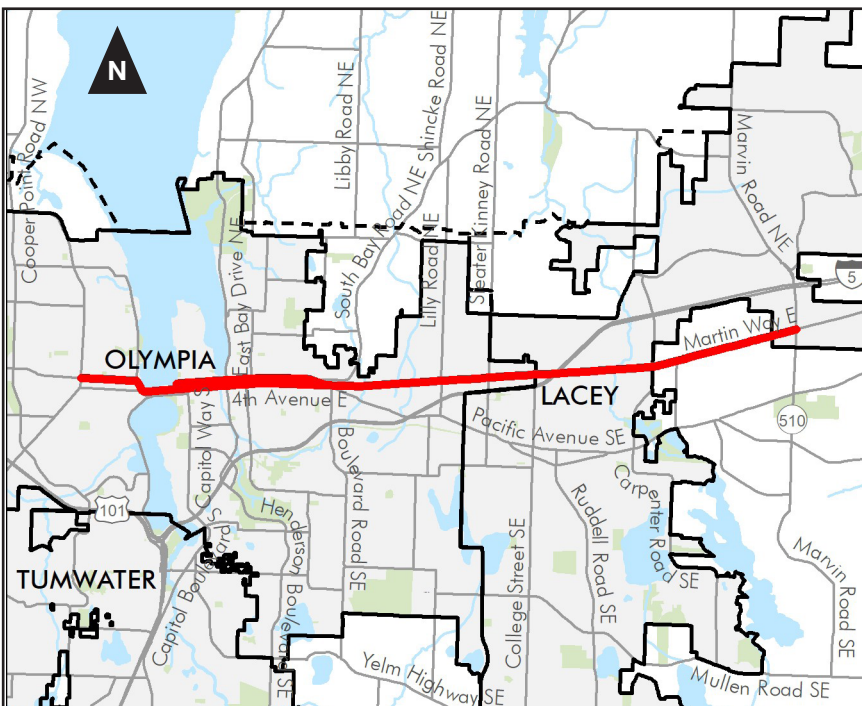 N
Cooper Point Road NW
Libby Road NE
Shincke Road NE
South Bay Road NE
Sleater Kinney Road NE
Lilly Road NE
Marvin Road NE
5
East Bay Drive NE
OLYMPIA
Martin Way E
4th Avenue E
LACEY
Capitol Way S
Pacific Avenue SE
510
101
Boulevard Road SE
Henderson Boulevard SE
Capitol Boulevard S
Ruddell Road SE
Carpenter Road SE
TUMWATER
College Street SE
Marvin Road SE
Yelm Highway SE
Mullen Road SE